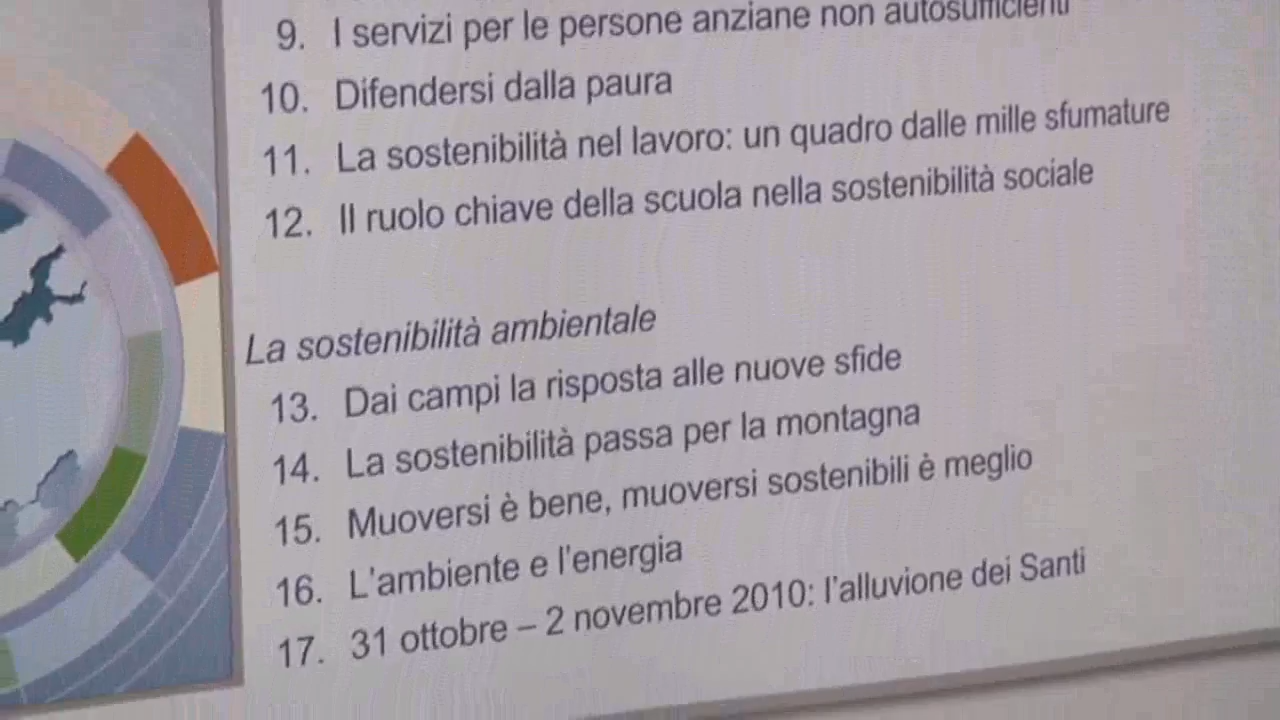 9. I servizi per le persone anziane non autosufficienti
10. Difendersi dalla paura
11. La sostenibilità nel lavoro: un quadro dalle mille sfumature
12. Il ruolo chiave della scuola nella sostenibilità sociale
La sostenibilità ambientale
13. Dai campi la risposta alle nuove sfide
14. La sostenibilità passa per la montagna
15. Muoversi è bene, muoversi sostenibili è meglio
16. L'ambiente e l'energia
17. 31 ottobre – 2 novembre 2010: l'alluvione dei Santi